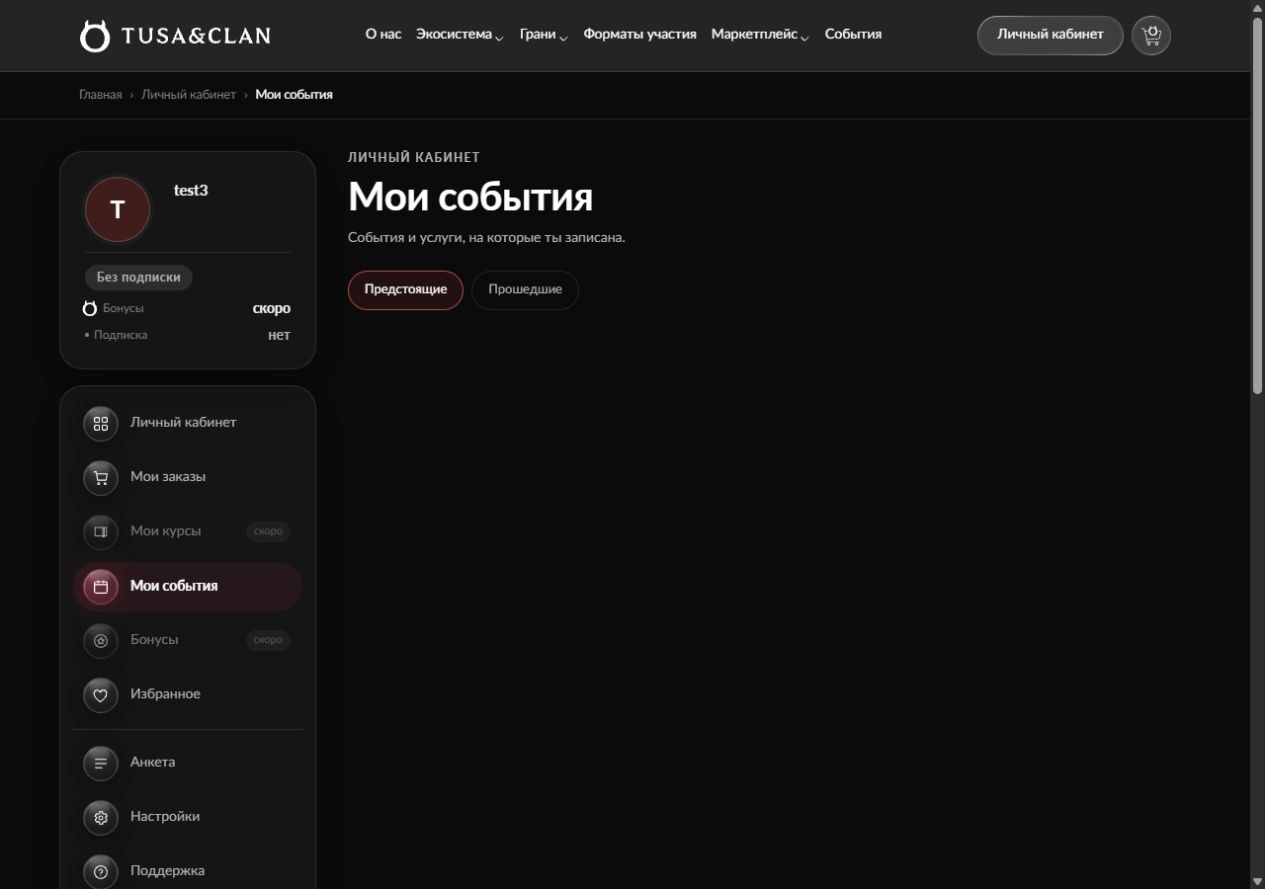 TUSA&CLAN
О нас Экосистема Грани Форматы участия Маркетплейс События
Личный кабинет
Главная › Личный кабинет › Мои события
T
test3
Без подписки
Бонусы скоро
• Подписка нет
Личный кабинет
Мои заказы
Мои курсы скоро
Мои события
Бонусы скоро
Избранное
Анкета
Настройки
Поддержка
ЛИЧНЫЙ КАБИНЕТ
Мои события
События и услуги, на которые ты записана.
Предстоящие Прошедшие